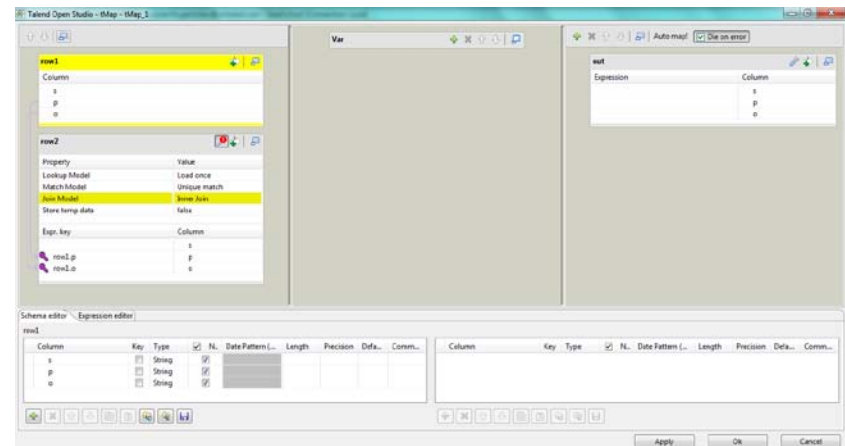 Talend Open Studio - tMap - tMap_1
Var
Auto map!
Die on error
row1
Column
s
p
o
row2
Property Value
Lookup Model Load once
Match Model Unique match
Join Model Inner Join
Store temp data false
Expr. key Column
s
row1.p p
row1.o o
out
Expression Column
s
p
o
Schema editor Expression editor
row1
Column Key Type N.. Date Pattern (... Length Precision Defa... Comm...
s String
p String
o String
Column Key Type N.. Date Pattern (... Length Precision Defa... Comm...
Apply Ok Cancel